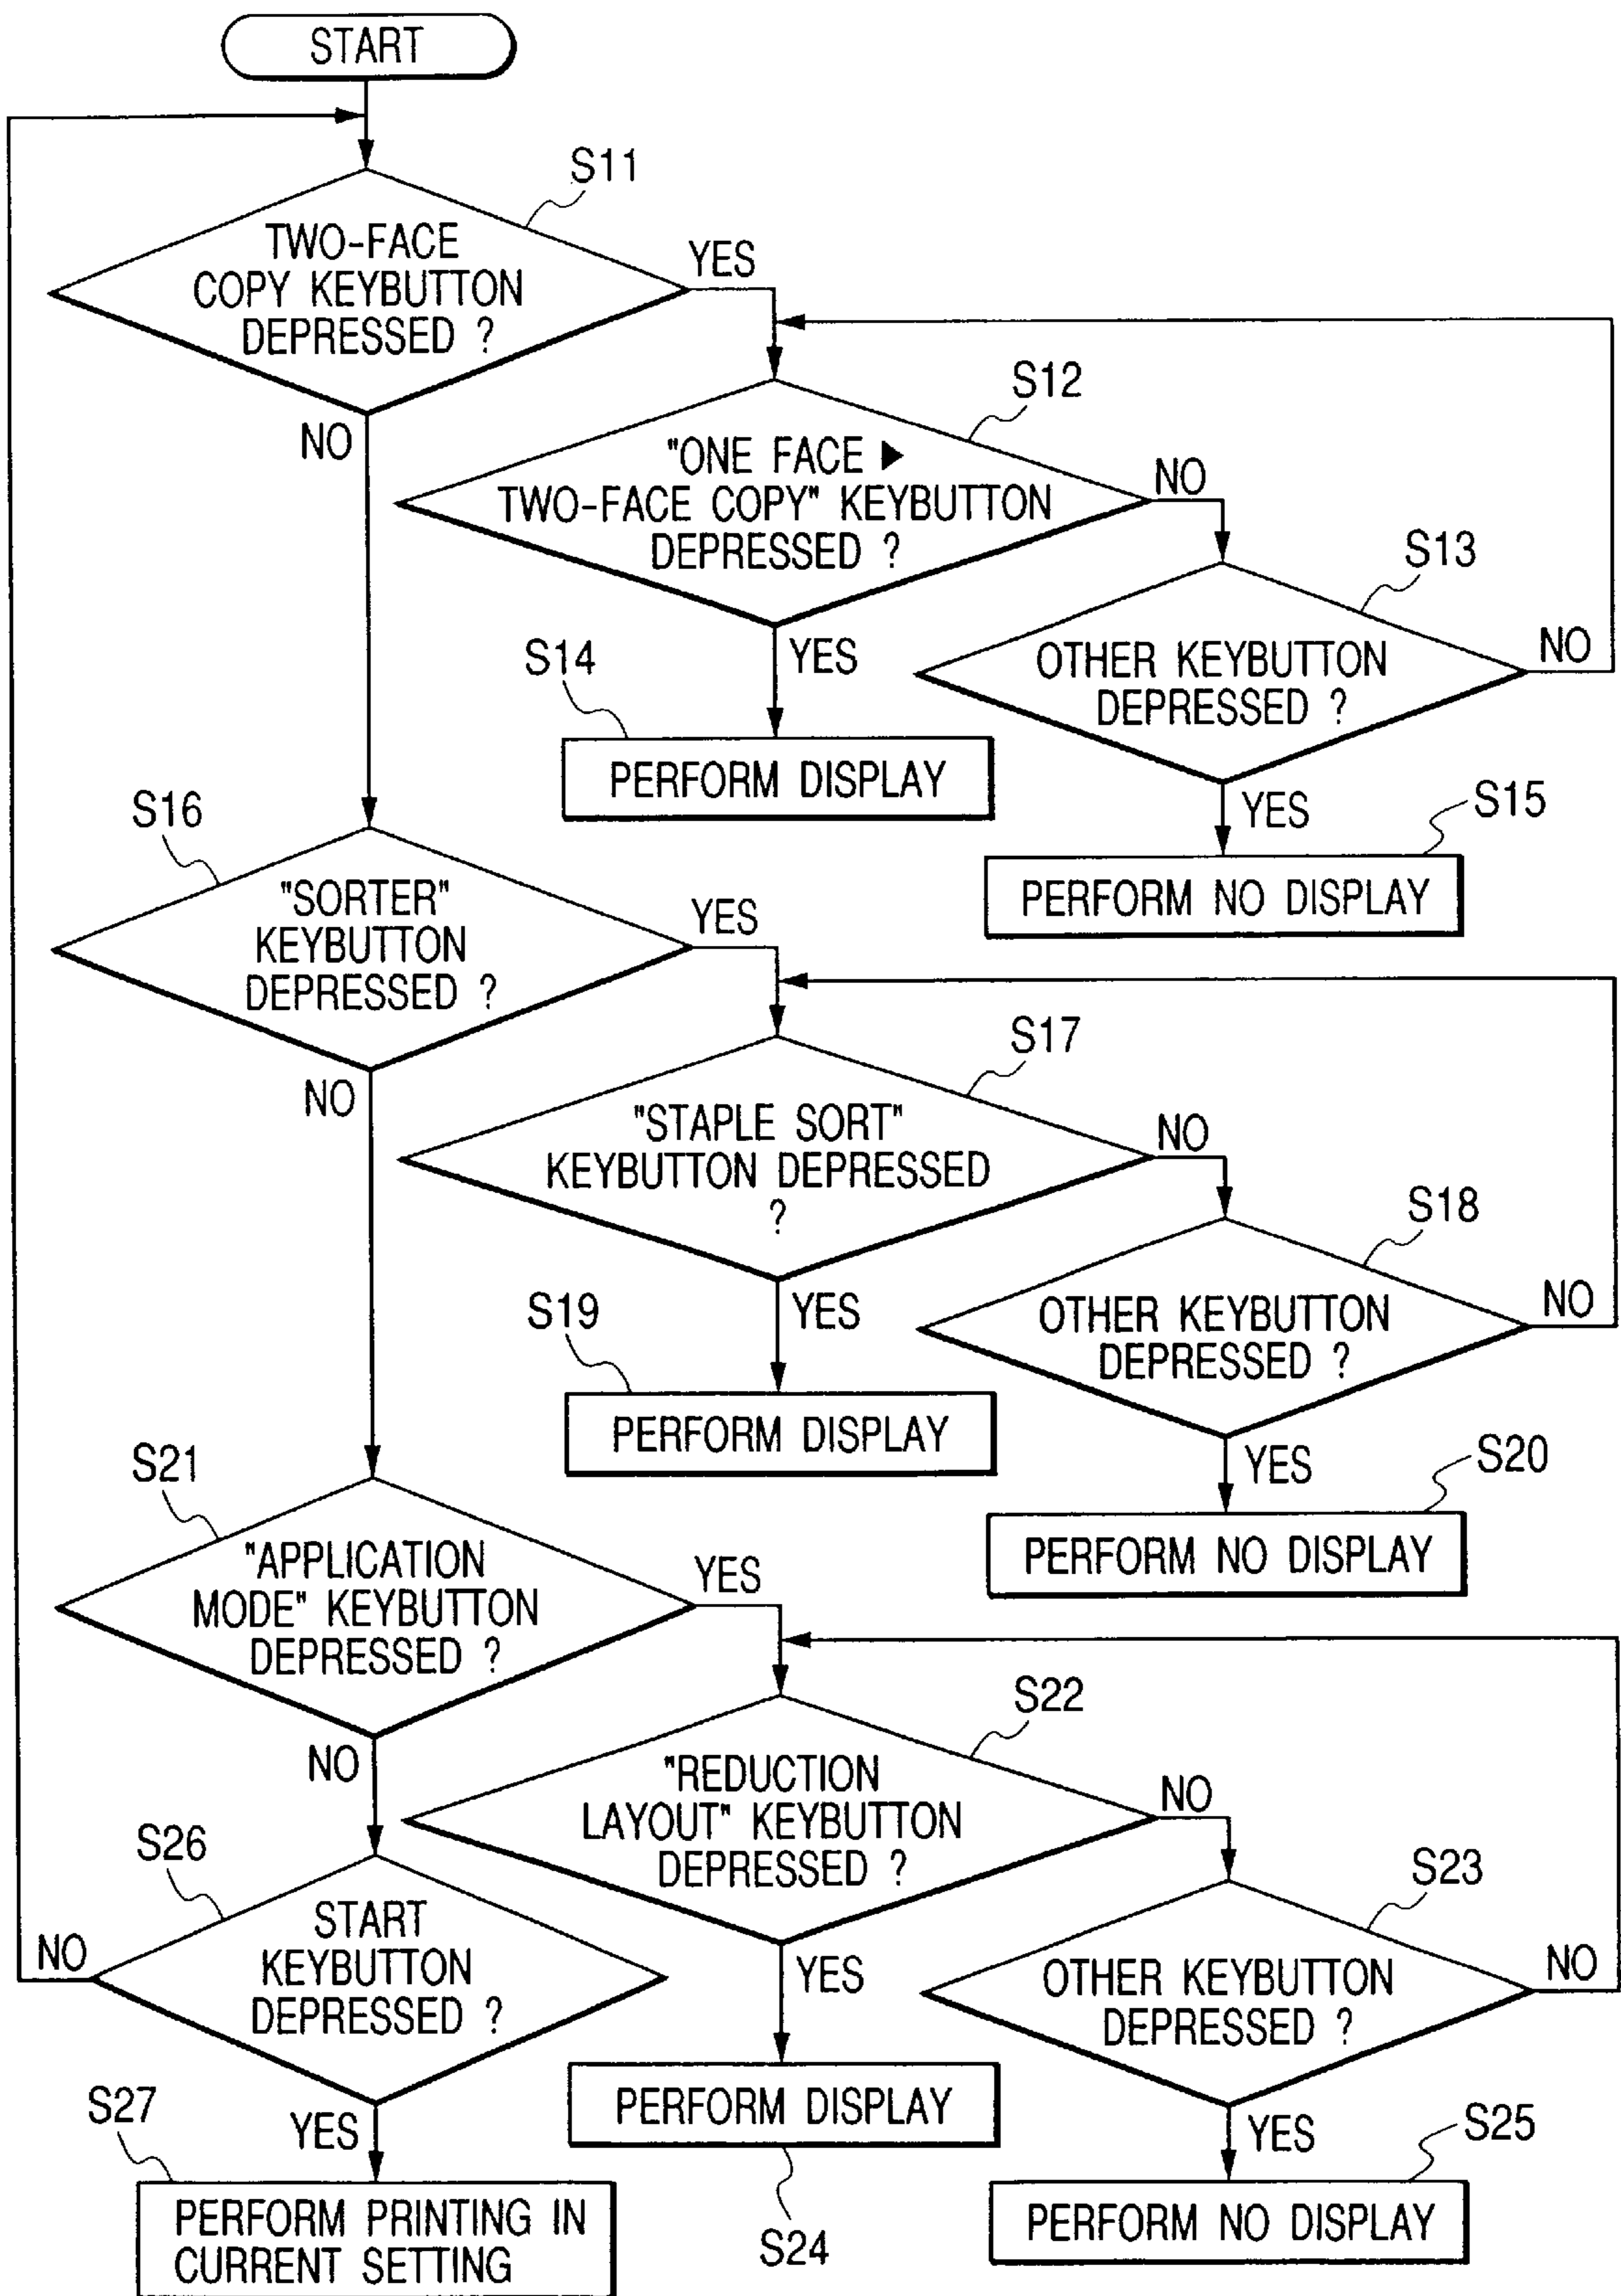 START
S11
TWO-FACE
COPY KEYBUTTON
DEPRESSED ?
YES
NO
S12
"ONE FACE ▶
TWO-FACE COPY" KEYBUTTON
DEPRESSED ?
NO
YES
S13
OTHER KEYBUTTON
DEPRESSED ?
NO
YES
S14
PERFORM DISPLAY
S15
PERFORM NO DISPLAY
S16
"SORTER"
KEYBUTTON
DEPRESSED ?
YES
NO
S17
"STAPLE SORT"
KEYBUTTON DEPRESSED
?
NO
YES
S18
OTHER KEYBUTTON
DEPRESSED ?
NO
YES
S19
PERFORM DISPLAY
S20
PERFORM NO DISPLAY
S21
"APPLICATION
MODE" KEYBUTTON
DEPRESSED ?
YES
NO
S22
"REDUCTION
LAYOUT" KEYBUTTON
DEPRESSED ?
NO
YES
S23
OTHER KEYBUTTON
DEPRESSED ?
NO
YES
PERFORM DISPLAY
S24
S25
PERFORM NO DISPLAY
S26
START
KEYBUTTON
DEPRESSED ?
NO
YES
S27
PERFORM PRINTING IN
CURRENT SETTING